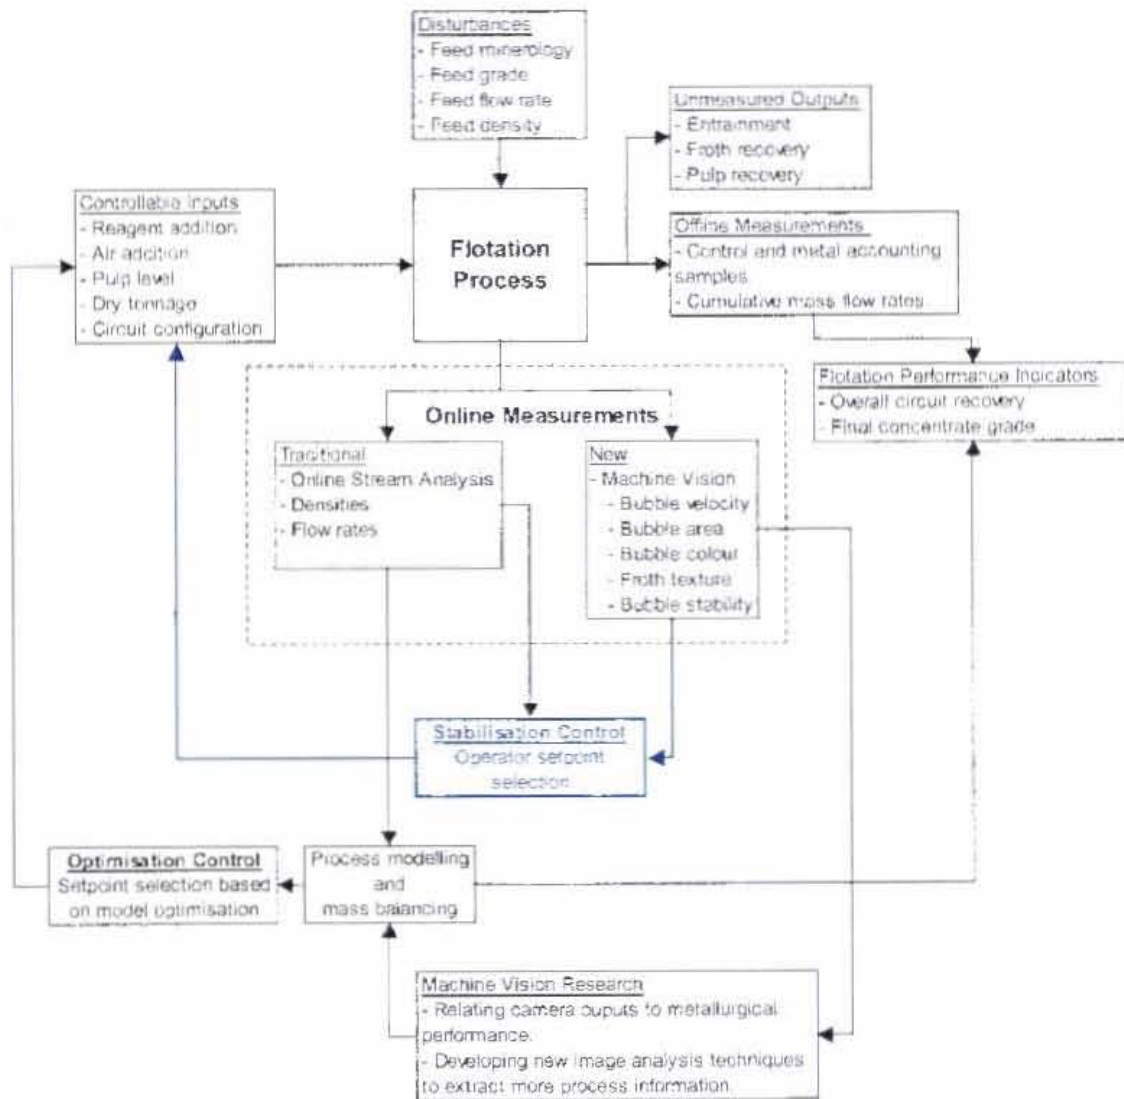 Disturbances
- Feed minerology
- Feed grade
- Feed flow rate
- Feed density
Unmeasured Outputs
- Entrainment
- Froth recovery
- Pulp recovery
Controllable Inputs
- Reagent addition
- Air addition
- Pulp level
- Dry tonnage
- Circuit configuration
Flotation
Process
Offline Measurements
- Control and metal accounting
samples
- Cumulative mass flow rates
Flotation Performance Indicators
- Overall circuit recovery
- Final concentrate grade
Online Measurements
Traditional
- Online Stream Analysis
- Densities
- Flow rates
New
- Machine Vision
- Bubble velocity
- Bubble area
- Bubble colour
- Froth texture
- Bubble stability
Stabilisation Control
Operator setpoint
selection
Optimisation Control
Setpoint selection based
on model optimisation
Process modelling
and
mass balancing
Machine Vision Research
- Relating camera ouputs to metallurgical
performance.
- Developing new image analysis techniques
to extract more process information.